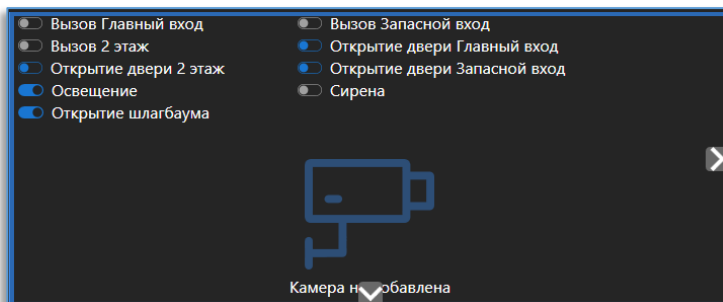 Вызов Главный вход
Вызов Запасной вход
Вызов 2 этаж
Открытие двери Главный вход
Открытие двери 2 этаж
Открытие двери Запасной вход
Освещение
Сирена
Открытие шлагбаума
Камера обавлена